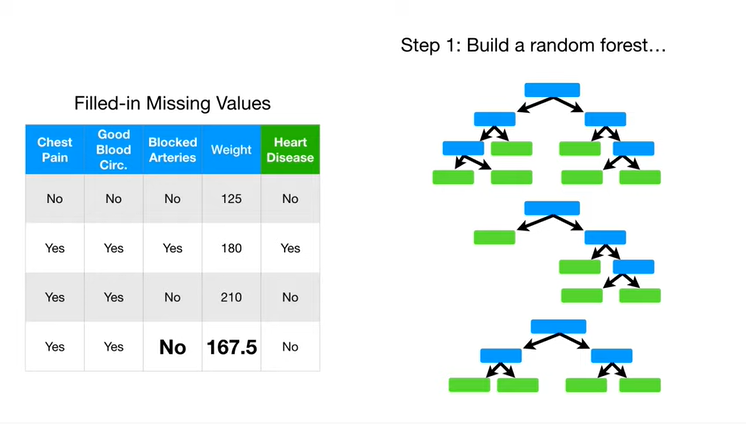 Step 1: Build a random forest…
Filled-in Missing Values
Chest Pain Good Blood Circ. Blocked Arteries Weight Heart Disease
No No No 125 No
Yes Yes Yes 180 Yes
Yes Yes No 210 No
Yes Yes No 167.5 No